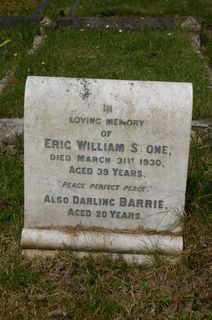 IN
LOVING MEMORY
OF
ERIC WILLIAM STONE,
DIED MARCH 31ST 1930,
AGED 39 YEARS.
"PEACE PERFECT PEACE."
ALSO DARLING BARRIE,
AGED 20 YEARS.